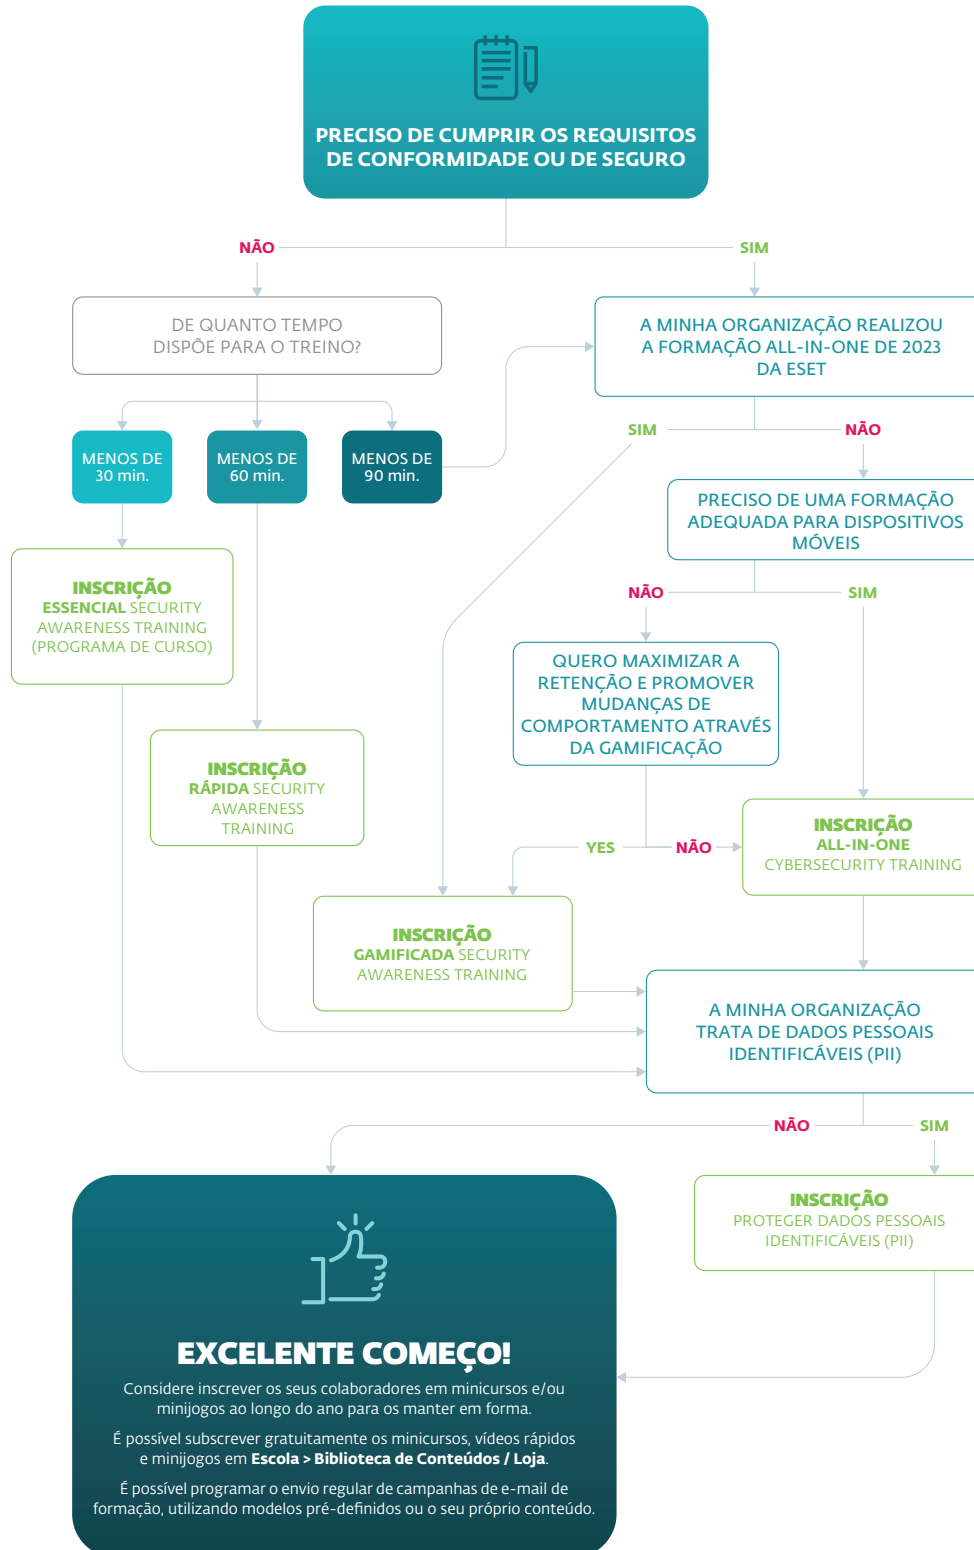 PRECISO DE CUMPRIR OS REQUISITOS
DE CONFORMIDADE OU DE SEGURO
NÃO
SIM
DE QUANTO TEMPO
DISPÕE PARA O TREINO?
A MINHA ORGANIZAÇÃO REALIZOU
A FORMAÇÃO ALL-IN-ONE DE 2023
DA ESET
MENOS DE
30 min.
MENOS DE
60 min.
MENOS DE
90 min.
SIM
NÃO
PRECISO DE UMA FORMAÇÃO
ADEQUADA PARA DISPOSITIVOS
MÓVEIS
INSCRIÇÃO
ESSENCIAL SECURITY
AWARENESS TRAINING
(PROGRAMA DE CURSO)
NÃO
SIM
QUERO MAXIMIZAR A
RETENÇÃO E PROMOVER
MUDANÇAS DE
COMPORTAMENTO ATRAVÉS
DA GAMIFICAÇÃO
INSCRIÇÃO
RÁPIDA SECURITY
AWARENESS
TRAINING
YES
NÃO
INSCRIÇÃO
ALL-IN-ONE
CYBERSECURITY TRAINING
INSCRIÇÃO
GAMIFICADA SECURITY
AWARENESS TRAINING
A MINHA ORGANIZAÇÃO
TRATA DE DADOS PESSOAIS
IDENTIFICÁVEIS (PII)
NÃO
SIM
INSCRIÇÃO
PROTEGER DADOS PESSOAIS
IDENTIFICÁVEIS (PII)
EXCELENTE COMEÇO!
Considere inscrever os seus colaboradores em minicursos e/ou
minijogos ao longo do ano para os manter em forma.
É possível subscrever gratuitamente os minicursos, vídeos rápidos
e minijogos em Escola > Biblioteca de Conteúdos / Loja.
É possível programar o envio regular de campanhas de e-mail de
formação, utilizando modelos pré-definidos ou o seu próprio conteúdo.